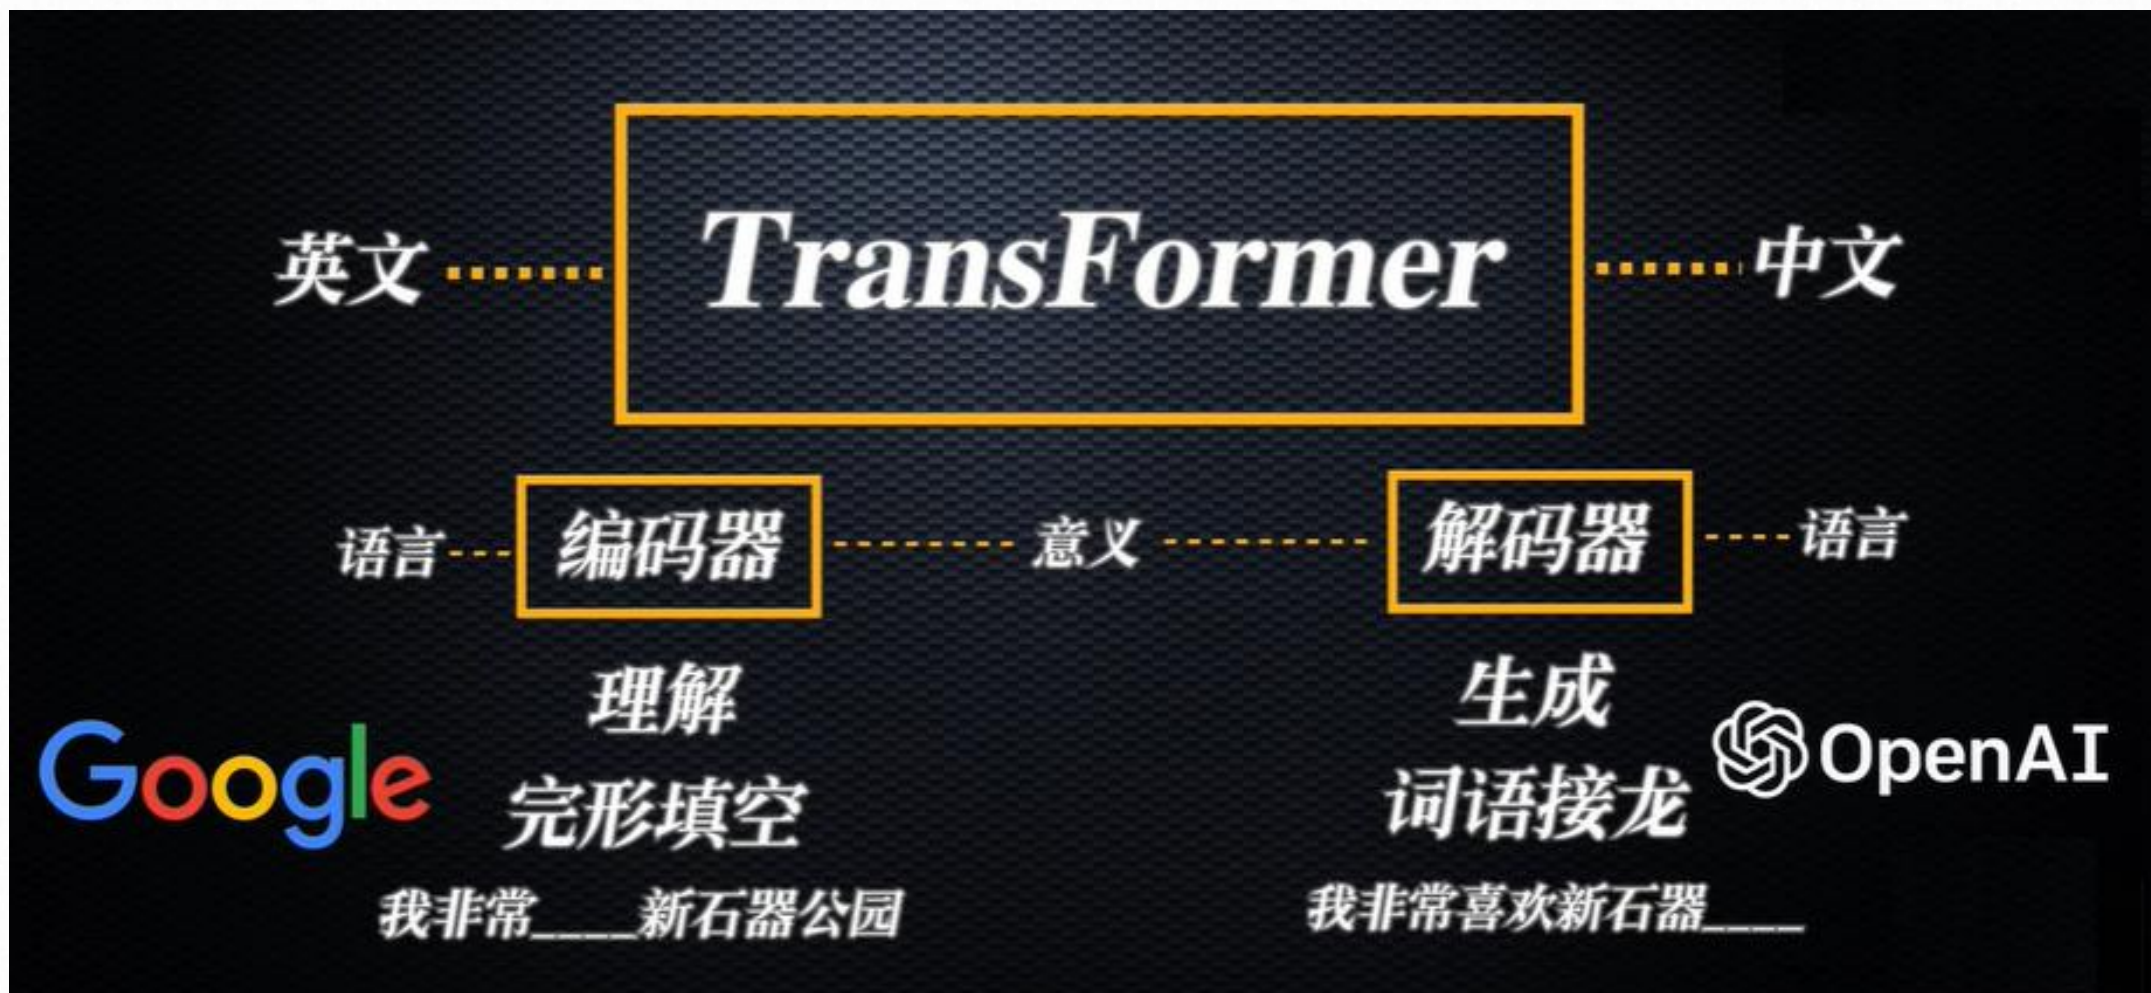 英文 TransFormer 中文
语言 编码器 意义 解码器 语言
理解 生成
Google 完形填空 词语接龙 OpenAI
我非常____新石器公园 我非常喜欢新石器____